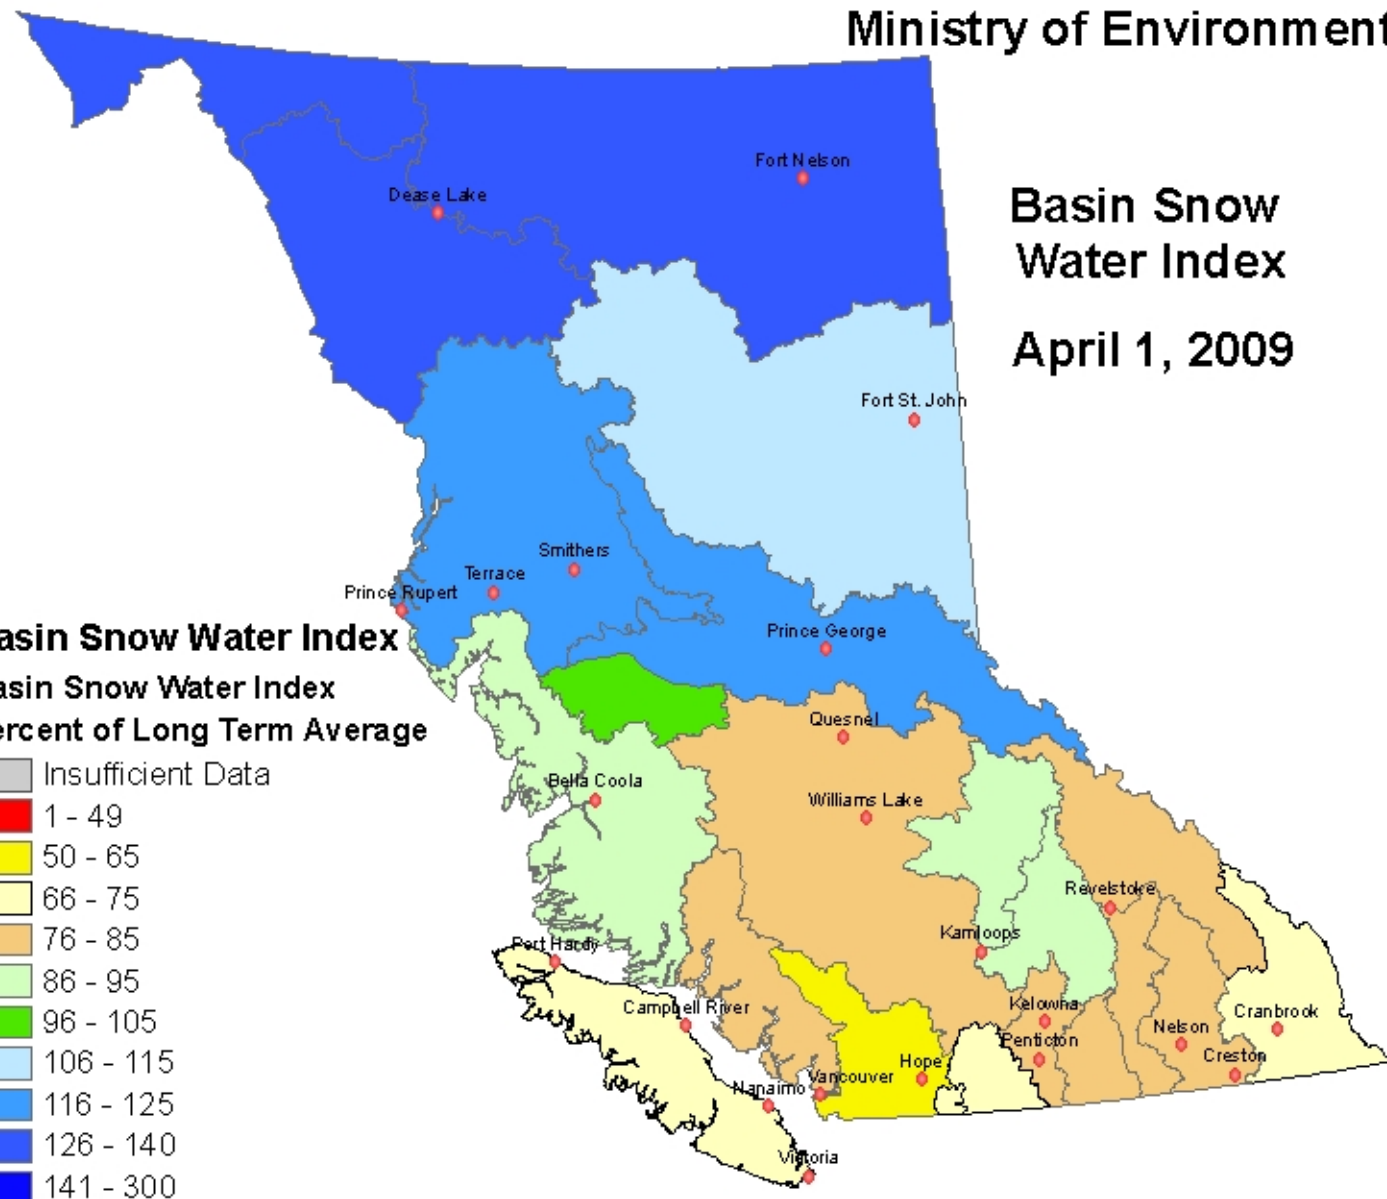 Ministry of Environment
Fort Nelson
Dease Lake
Basin Snow
Water Index
April 1, 2009
Fort St. John
Smithers
Terrace
Prince Rupert
Prince George
asin Snow Water Index
asin Snow Water Index
ercent of Long Term Average
Quesnel
Insufficient Data
Bella Coola
Williams Lake
1 - 49
50 - 65
66 - 75
Revelstoke
76 - 85
Kamloops
Port Hardy
86 - 95
Campbell River
Kelowna
Cranbrook
96 - 105
Nelson
Penticton
Creston
106 - 115
Hope
Vancouver
Nanaimo
116 - 125
126 - 140
Victoria
141 - 300